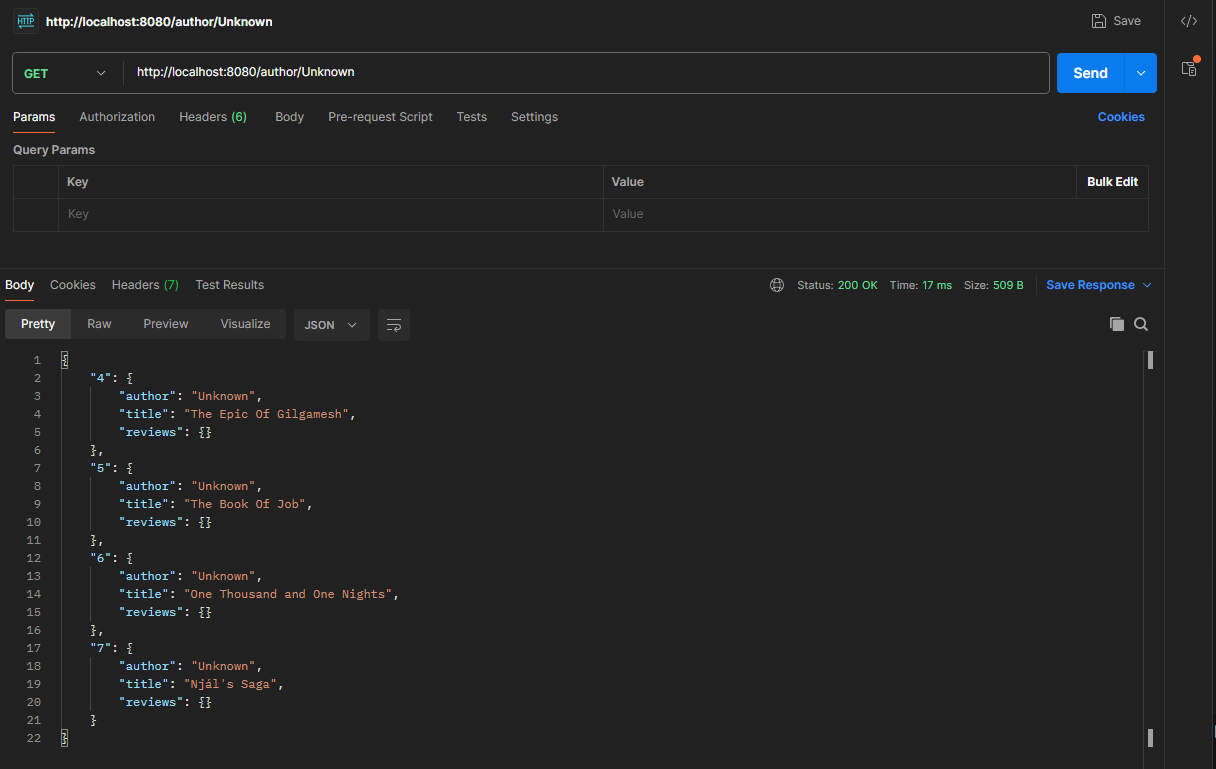 HTTP http://localhost:8080/author/Unknown Save
GET http://localhost:8080/author/Unknown Send
Params Authorization Headers (6) Body Pre-request Script Tests Settings Cookies
Query Params
Key Value Bulk Edit
Key Value
Body Cookies Headers (7) Test Results Status: 200 OK Time: 17 ms Size: 509 B Save Response
Pretty Raw Preview Visualize JSON
1 {
2 "4": {
3 "author": "Unknown",
4 "title": "The Epic Of Gilgamesh",
5 "reviews": {}
6 },
7 "5": {
8 "author": "Unknown",
9 "title": "The Book Of Job",
10 "reviews": {}
11 },
12 "6": {
13 "author": "Unknown",
14 "title": "One Thousand and One Nights",
15 "reviews": {}
16 },
17 "7": {
18 "author": "Unknown",
19 "title": "Njál's Saga",
20 "reviews": {}
21 }
22 }